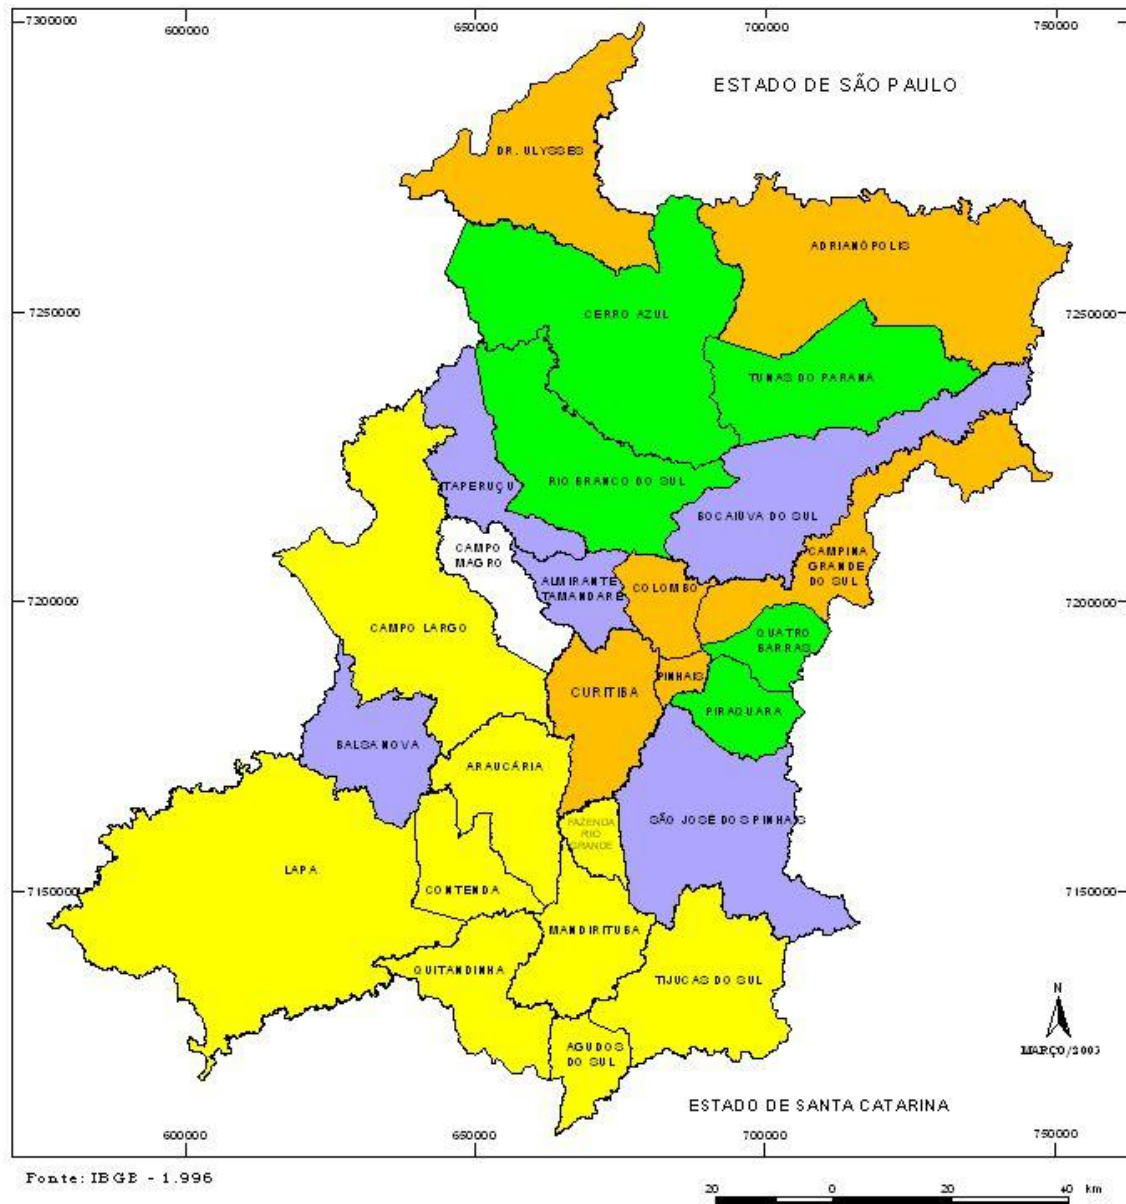 7300000
600000
650000
700000
750000
ESTADO DE SÃO PAULO
DR. ULYSSES
ADRIANÓPOLIS
7250000
CERRO AZUL
7250000
TUNAS DO PARANÁ
ITAPERUÇU
RIO BRANCO DO SUL
BOCAIÚVA DO SUL
CAMPO
MAGRO
CAMPINA
GRANDE
DO SUL
ALMIRANTE
TAMANDARÉ
COLOMBO
7200000
7200000
CAMPO LARGO
QUATRO
BARRAS
PINHAIS
CURITIBA
PIRAQUARA
BALSA NOVA
ARAUCÁRIA
FAZENDA
RIO
GRANDE
SÃO JOSÉ DOS PINHAIS
LAPA
7150000
CONTENDA
7150000
MANDIRITUBA
QUITANDINHA
TIJUCAS DO SUL
N
AGUDOS
DO SUL
MARÇO/2003
ESTADO DE SANTA CATARINA
600000
650000
700000
750000
Fonte: IBGE - 1.996
20
0
20
40 km